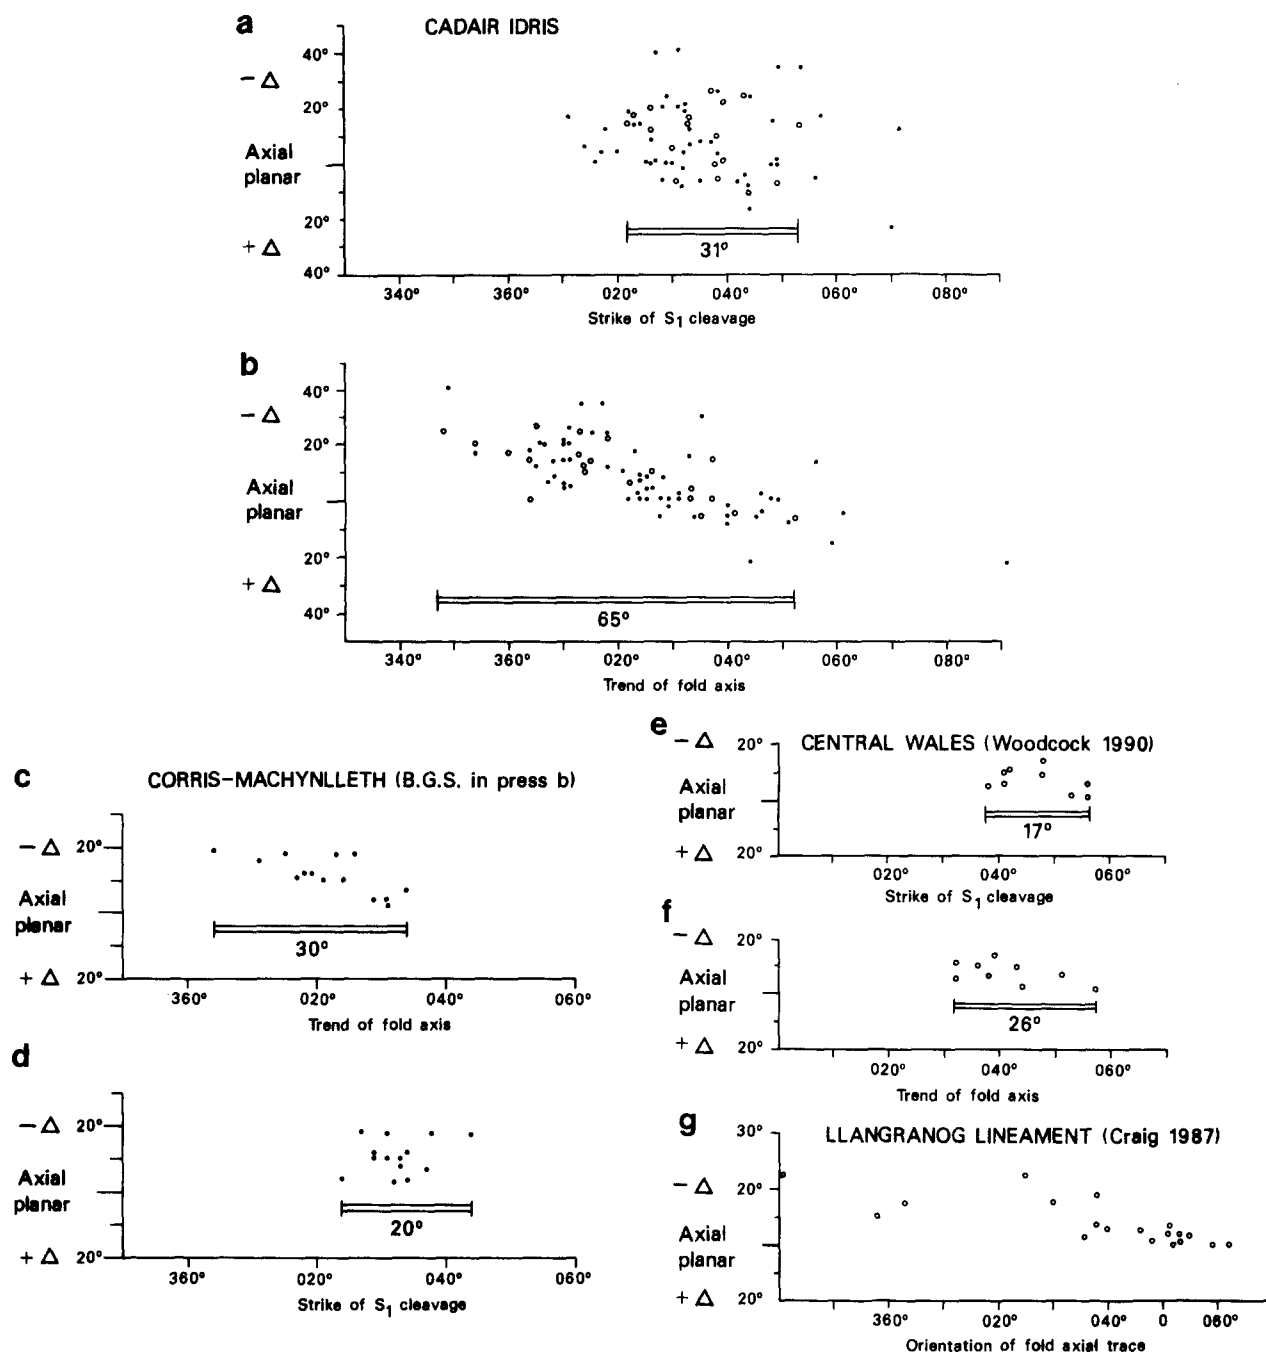 a
CADAIR IDRIS
40°
− Δ
20°
Axial
planar
20°
+ Δ
40°
31°
340° 360° 020° 040° 060° 080°
Strike of S1 cleavage
b
40°
− Δ
20°
Axial
planar
20°
+ Δ
40°
65°
340° 360° 020° 040° 060° 080°
Trend of fold axis
c
CORRIS–MACHYNLLETH (B.G.S. in press b)
− Δ 20°
Axial
planar
+ Δ 20°
30°
360° 020° 040° 060°
Trend of fold axis
d
− Δ 20°
Axial
planar
+ Δ 20°
20°
360° 020° 040° 060°
Strike of S1 cleavage
e
− Δ 20°
CENTRAL WALES (Woodcock 1990)
Axial
planar
+ Δ 20°
17°
020° 040° 060°
Strike of S1 cleavage
f
− Δ 20°
Axial
planar
+ Δ 20°
26°
020° 040° 060°
Trend of fold axis
g
30°
LLANGRANOG LINEAMENT (Craig 1987)
− Δ 20°
Axial
planar
+ Δ 20°
360° 020° 040° 0 060°
Orientation of fold axial trace